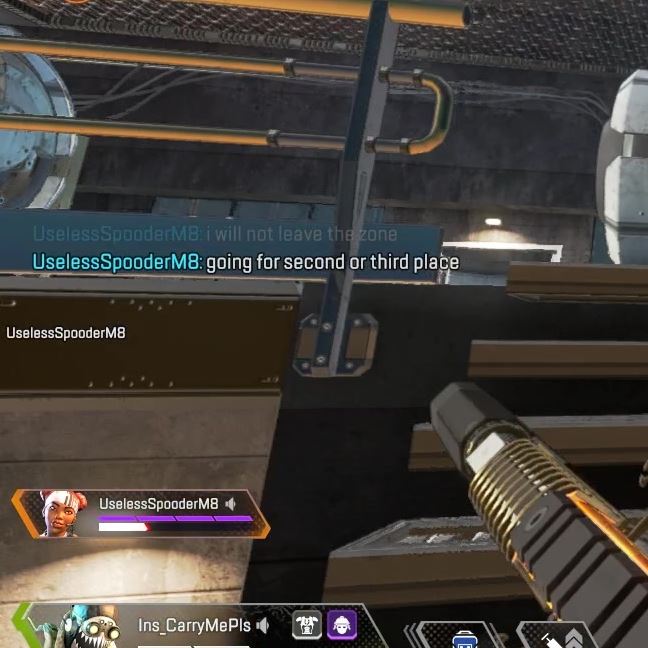 UselessSpooderM8: i will not leave the zone
UselessSpooderM8: going for second or third place
UselessSpooderM8
UselessSpooderM8
Ins_CarryMePls